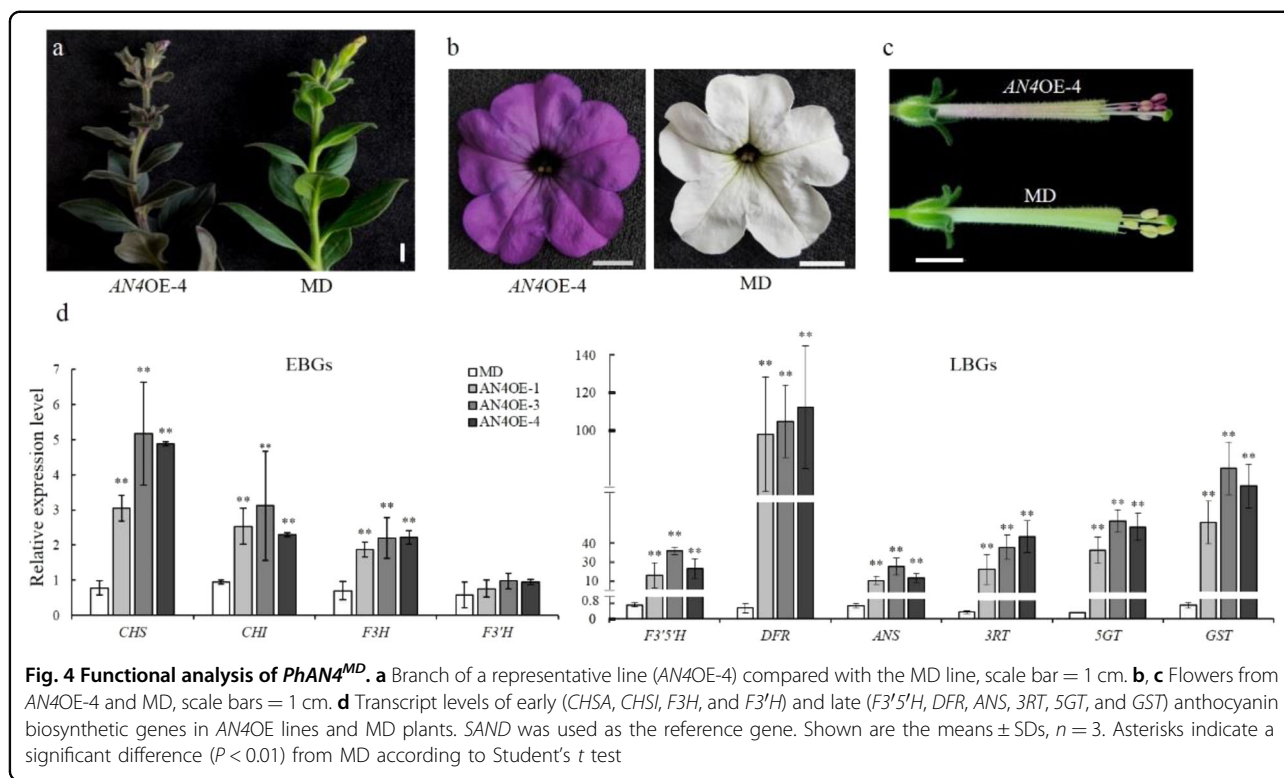 a
b
c
AN4OE-4
MD
AN4OE-4
MD
AN4OE-4
MD
d
EBGs
LBGs
Relative expression level
7
6
5
4
3
2
1
0
** ** **
** ** **
** ** **
MD
AN4OE-1
AN4OE-3
AN4OE-4
CHS CHI F3H F3'H
140
120
100
40
30
10
0.8
0
** ** **
** ** **
** ** **
** ** **
** ** **
** ** **
F3'5'H DFR ANS 3RT 5GT GST
Fig. 4 Functional analysis of PhAN4MD. a Branch of a representative line (AN4OE-4) compared with the MD line, scale bar = 1 cm. b, c Flowers from
AN4OE-4 and MD, scale bars = 1 cm. d Transcript levels of early (CHSA, CHSI, F3H, and F3′H) and late (F3′5′H, DFR, ANS, 3RT, 5GT, and GST) anthocyanin
biosynthetic genes in AN4OE lines and MD plants. SAND was used as the reference gene. Shown are the means ± SDs, n = 3. Asterisks indicate a
significant difference (P < 0.01) from MD according to Student's t test